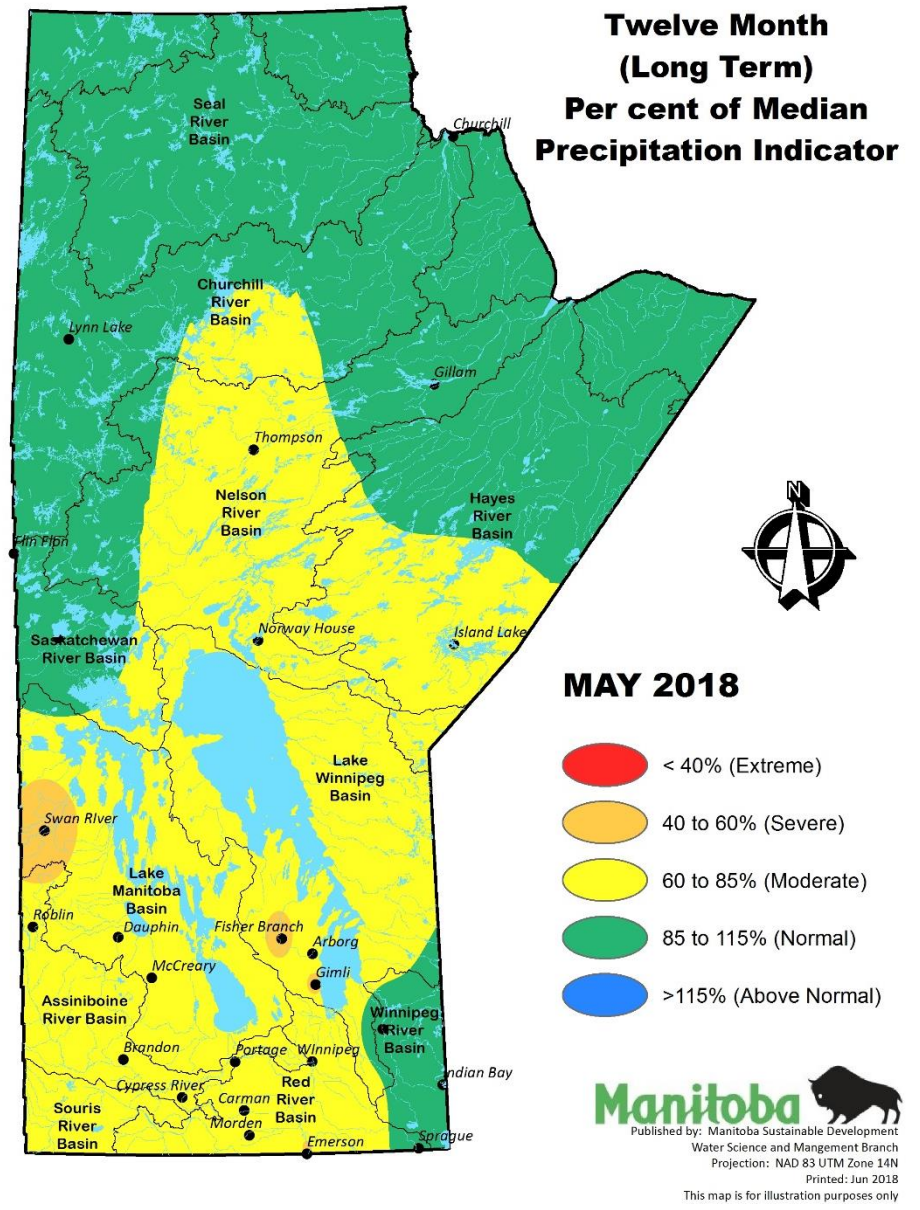 Twelve Month
(Long Term)
Per cent of Median
Precipitation Indicator
Seal
River
Basin
Churchill
Churchill
River
Basin
Lynn Lake
Gillam
Thompson
Nelson
River
Basin
Hayes
River
Basin
Flin Flon
N
Saskatchewan
River Basin
Norway House
Island Lake
MAY 2018
< 40% (Extreme)
40 to 60% (Severe)
60 to 85% (Moderate)
85 to 115% (Normal)
>115% (Above Normal)
Lake
Winnipeg
Basin
Swan RIver
Lake
Manitoba
Basin
Roblin
Dauphin
Fisher Branch
Arborg
McCreary
Gimli
Assiniboine
River Basin
Winnipeg
River
Basin
Brandon
Portage
WInnipeg
Indian Bay
Cypress River
Carman
Red
River
Basin
Souris
River
Basin
Morden
Emerson
Sprague
Manitoba
Published by: Manitoba Sustainable Development
Water Science and Mangement Branch
Projection: NAD 83 UTM Zone 14N
Printed: Jun 2018
This map is for illustration purposes only